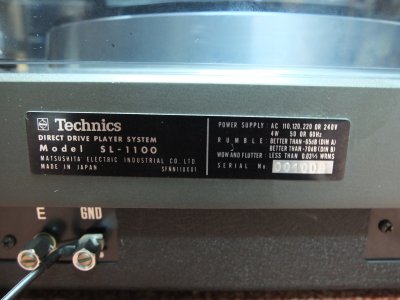 Technics
DIRECT DRIVE PLAYER SYSTEM
Model SL-1100
MATSUSHITA ELECTRIC INDUSTRIAL CO. LTD.
MADE IN JAPAN
POWER SUPPLY : AC 110, 120, 220 OR 240V
4W 50 OR 60Hz
RUMBLE : BETTER THAN -65dB (DIN A)
BETTER THAN -70dB (DIN B)
WOW AND FLUTTER : LESS THAN 0.03% WRMS
SERIAL No.
E GND